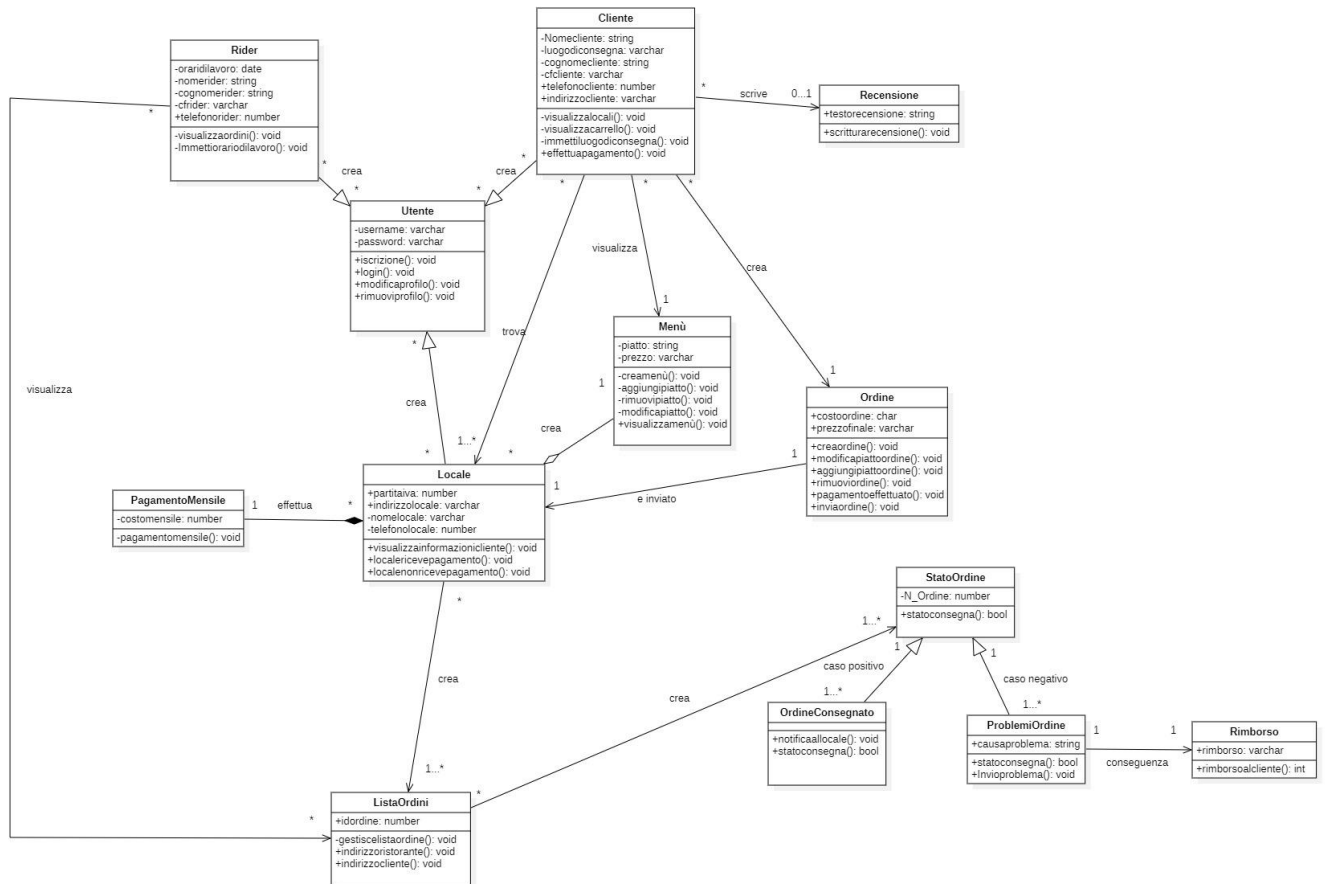 Cliente
-Nomecliente: string
-luogodiconsegna: varchar
-cognomecliente: string
-cfcliente: varchar
+telefonocliente: number
+indirizzocliente: varchar
-visualizzalocali(): void
-visualizzacarrello(): void
-immettiluogodiconsegna(): void
+effettuapagamento(): void
Rider
-oraridilavoro: date
-nomerider: string
-cognomerider: string
-cfrider: varchar
+telefonorider: number
-visualizzaordini(): void
-Immettiorariodilavoro(): void
*
*
scrive
0...1
Recensione
+testorecensione: string
+scritturarecensione(): void
*
crea
*
*
crea
*
*
*
*
Utente
-username: varchar
-password: varchar
+iscrizione(): void
+login(): void
+modificaprofilo(): void
+rimuoviprofilo(): void
visualizza
crea
1
trova
*
Menù
-piatto: string
-prezzo: varchar
-creamenù(): void
-aggiungipiatto(): void
-rimuovipiatto(): void
-modificapiatto(): void
+visualizzamenù(): void
visualizza
1
1
crea
crea
1...*
*
*
Ordine
+costoordine: char
+prezzofinale: varchar
+creaordine(): void
+modificapiattoordine(): void
+aggiungipiattoordine(): void
+rimuoviordine(): void
+pagamentoeffettuato(): void
+inviaordine(): void
1
1
e inviato
Locale
+partitaiva: number
+indirizzolocale: varchar
-nomelocale: varchar
-telefonolocale: number
+visualizzainformazionicliente(): void
+localericevepagamento(): void
+localenonricevepagamento(): void
PagamentoMensile
-costomensile: number
-pagamentomensile(): void
1
effettua
*
*
crea
1...*
StatoOrdine
-N_Ordine: number
+statoconsegna(): bool
1...*
1
1
caso positivo
caso negativo
crea
1...*
1...*
OrdineConsegnato
+notificaallocale(): void
+statoconsegna(): bool
ProblemiOrdine
+causaproblema: string
+statoconsegna(): bool
+Invioproblema(): void
1
1
conseguenza
Rimborso
+rimborso: varchar
+rimborsoalcliente(): int
*
*
ListaOrdini
+idordine: number
-gestiscelistaordine(): void
+indirizzoristorante(): void
+indirizzocliente(): void